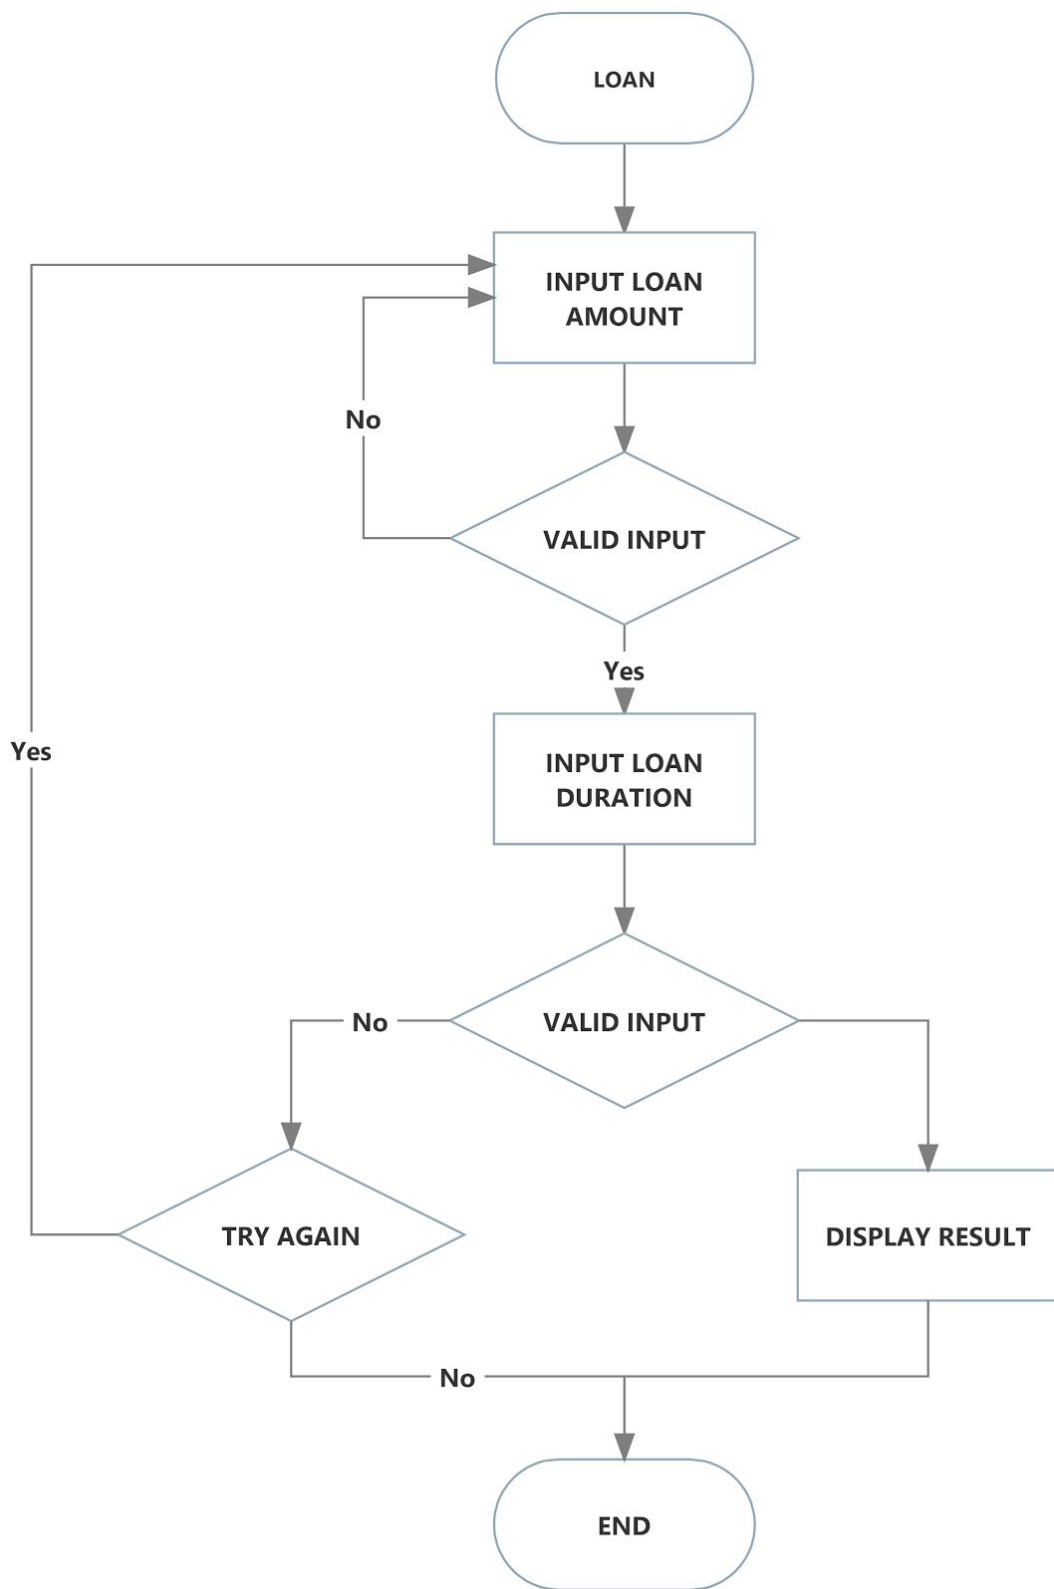 LOAN
INPUT LOAN
AMOUNT
No
VALID INPUT
Yes
Yes
INPUT LOAN
DURATION
No
VALID INPUT
TRY AGAIN
DISPLAY RESULT
No
END